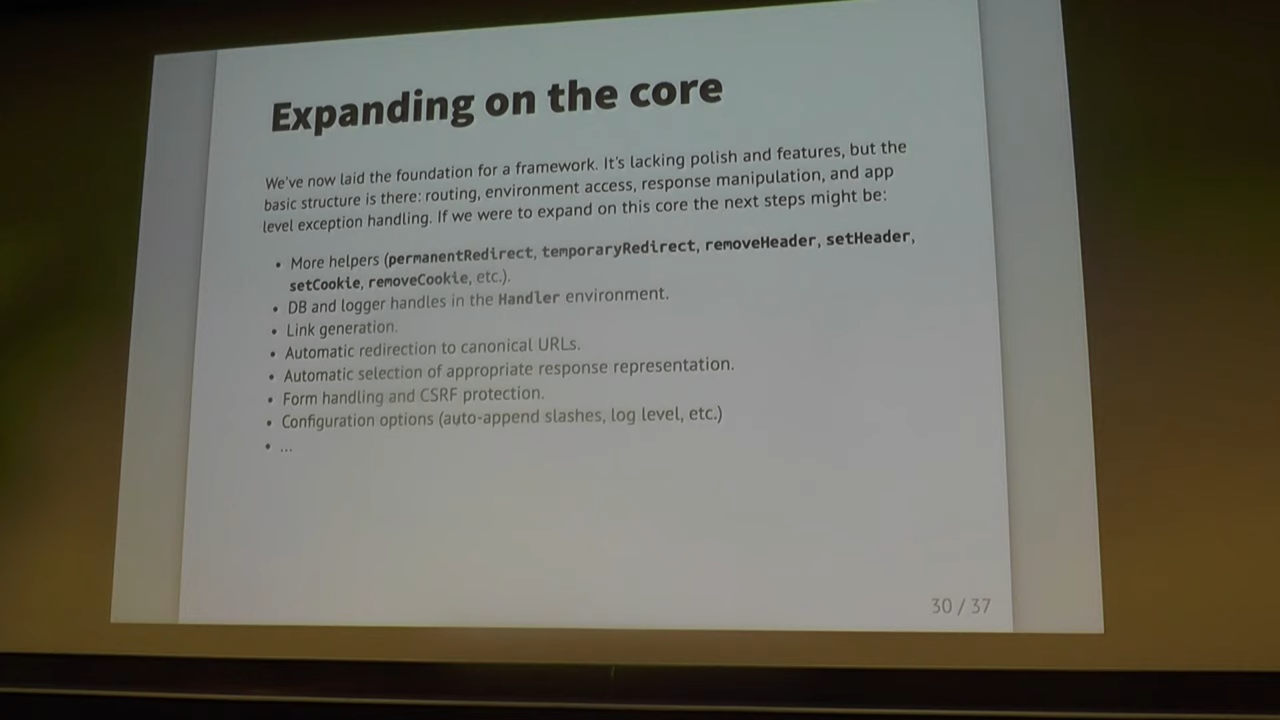 Expanding on the core
We've now laid the foundation for a framework. It's lacking polish and features, but the
basic structure is there: routing, environment access, response manipulation, and app
level exception handling. If we were to expand on this core the next steps might be:
• More helpers (permanentRedirect, temporaryRedirect, removeHeader, setHeader,
setCookie, removeCookie, etc.).
• DB and logger handles in the Handler environment.
• Link generation.
• Automatic redirection to canonical URLs.
• Automatic selection of appropriate response representation.
• Form handling and CSRF protection.
• Configuration options (auto-append slashes, log level, etc.)
• ...
30 / 37